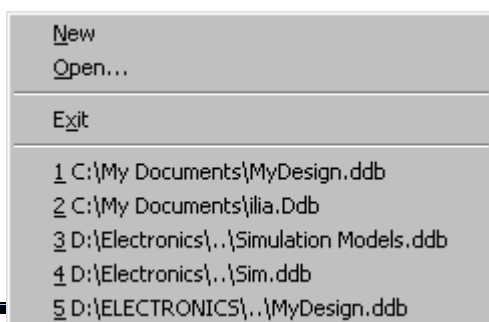 New
Open...
Exit
1 C:\My Documents\MyDesign.ddb
2 C:\My Documents\ilia.Ddb
3 D:\Electronics\..\Simulation Models.ddb
4 D:\Electronics\..\Sim.ddb
5 D:\ELECTRONICS\..\MyDesign.ddb